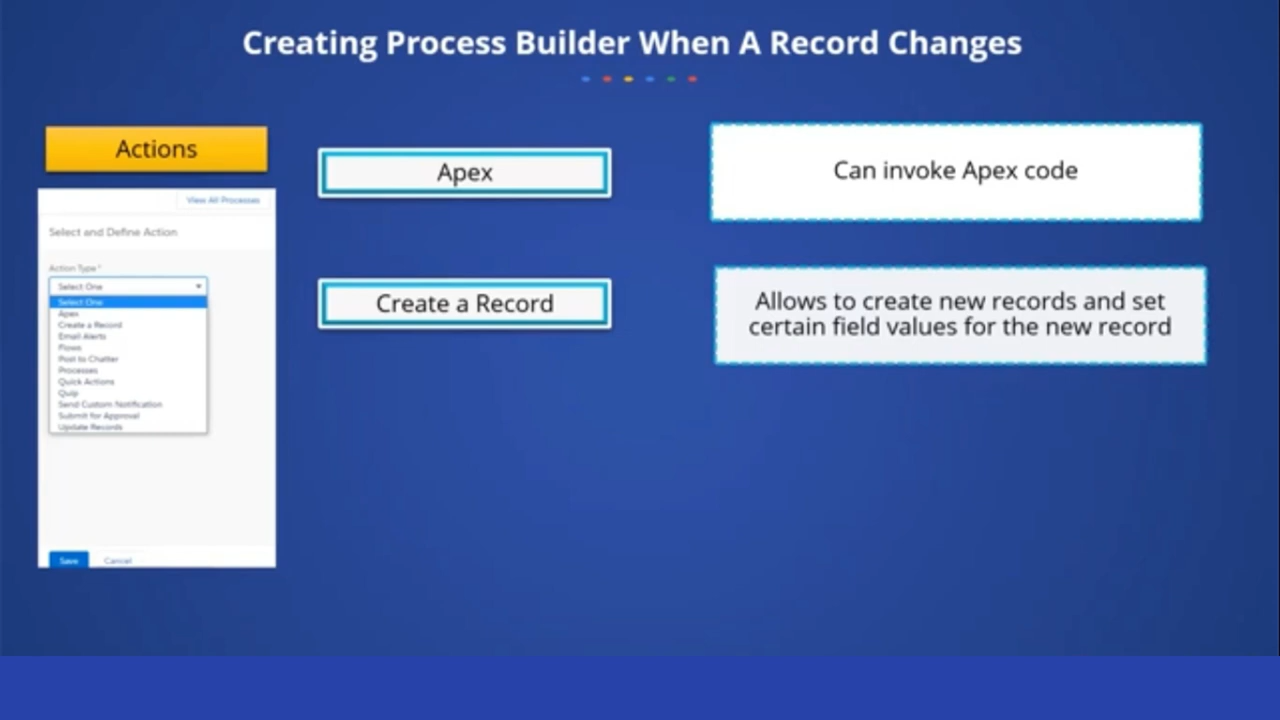 Creating Process Builder When A Record Changes
Actions
View All Processes
Select and Define Action
Action Type *
Select One
Select One
Apex
Create a Record
Email Alerts
Flows
Post to Chatter
Processes
Quick Actions
Quip
Send Custom Notification
Submit for Approval
Update Records
Save
Cancel
Apex
Can invoke Apex code
Create a Record
Allows to create new records and set
certain field values for the new record